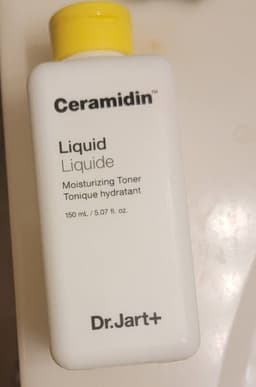 Ceramidin™
Liquid
Liquide
Moisturizing Toner
Tonique hydratant
150 mL / 5.07 fl. oz.
Dr.Jart+